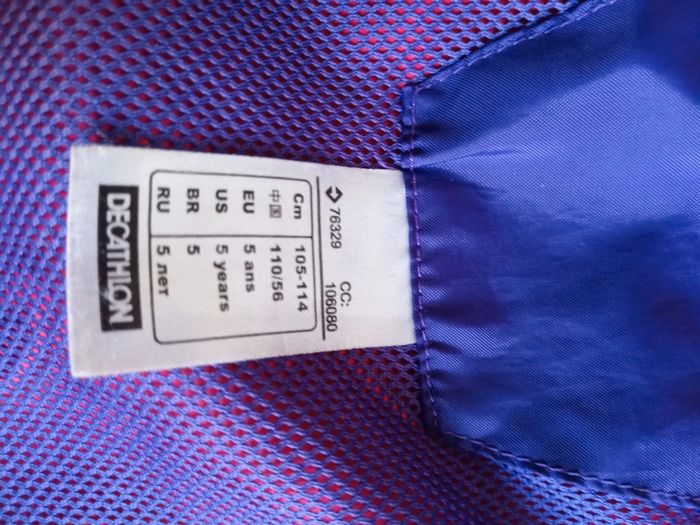 76329 CC:
106080
Cm 105-114
中国 110/56
EU 5 ans
US 5 years
BR 5
RU 5 лет
DECATHLON